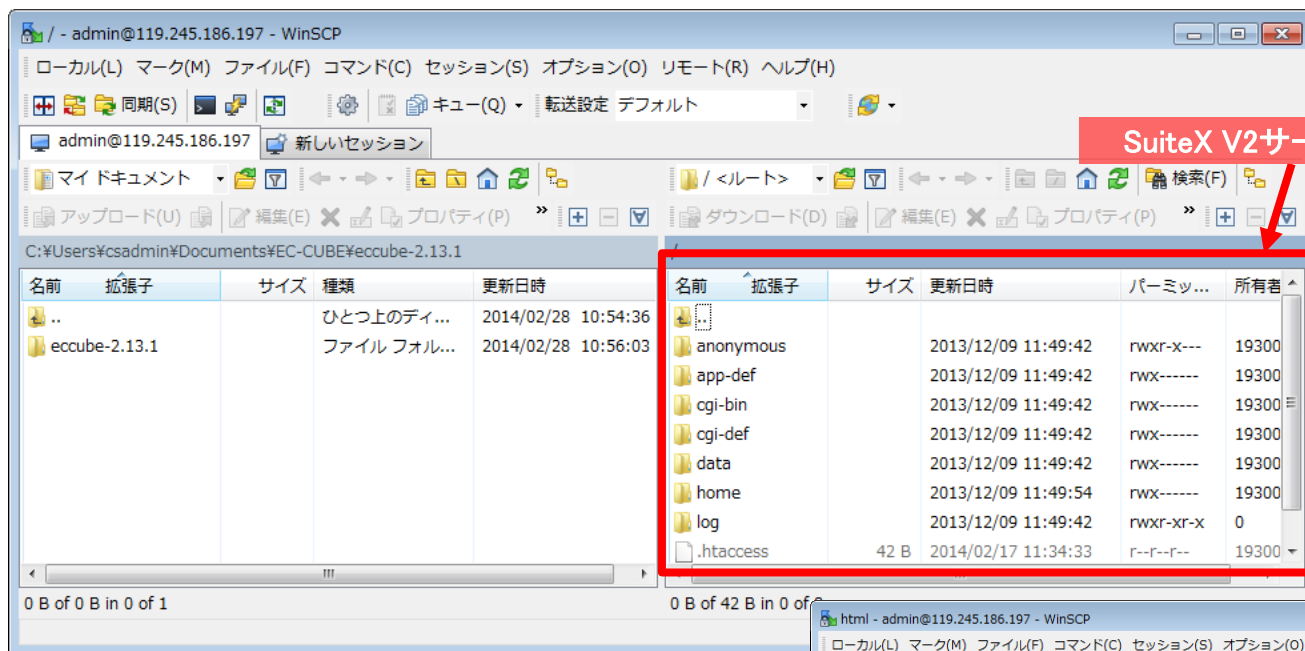 / - admin@119.245.186.197 - WinSCP
ローカル(L) マーク(M) ファイル(F) コマンド(C) セッション(S) オプション(O) リモート(R) ヘルプ(H)
同期(S) キュー(Q) 転送設定 デフォルト
admin@119.245.186.197 新しいセッション
SuiteX V2サー
マイ ドキュメント / <ルート> 検索(F)
アップロード(U) 編集(E) プロパティ(P) » ダウンロード(D) 編集(E) プロパティ(P) »
C:¥Users¥csadmin¥Documents¥EC-CUBE¥eccube-2.13.1 /
名前 拡張子 サイズ 種類 更新日時
.. ひとつ上のディ... 2014/02/28 10:54:36
eccube-2.13.1 ファイル フォル... 2014/02/28 10:56:03
0 B of 0 B in 0 of 1
名前 拡張子 サイズ 更新日時 パーミッ... 所有者
..
anonymous 2013/12/09 11:49:42 rwxr-x--- 19300
app-def 2013/12/09 11:49:42 rwx------ 19300
cgi-bin 2013/12/09 11:49:42 rwx------ 19300
cgi-def 2013/12/09 11:49:42 rwx------ 19300
data 2013/12/09 11:49:42 rwx------ 19300
home 2013/12/09 11:49:54 rwx------ 19300
log 2013/12/09 11:49:42 rwxr-xr-x 0
.htaccess 42 B 2014/02/17 11:34:33 r--r--r-- 19300
0 B of 42 B in 0 of
html - admin@119.245.186.197 - WinSCP
ローカル(L) マーク(M) ファイル(F) コマンド(C) セッション(S) オプション(O)